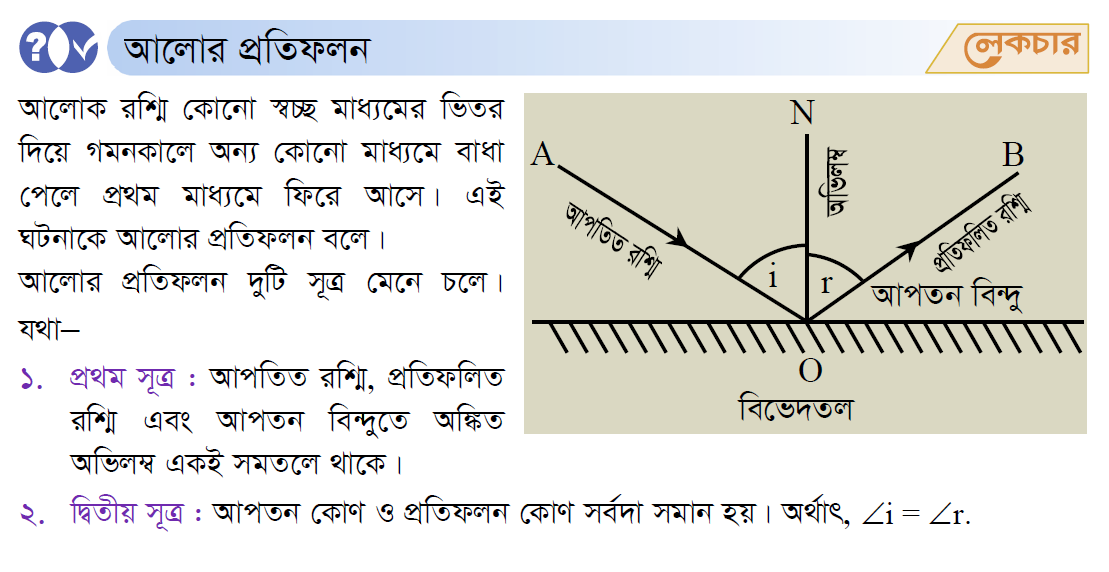 আলোর প্রতিফলন
লেকচার
আলোক রশ্মি কোনো স্বচ্ছ মাধ্যমের ভিতর
দিয়ে গমনকালে অন্য কোনো মাধ্যমে বাধা
পেলে প্রথম মাধ্যমে ফিরে আসে। এই
ঘটনাকে আলোর প্রতিফলন বলে।
আলোর প্রতিফলন দুটি সূত্র মেনে চলে।
যথা–
১. প্রথম সূত্র : আপতিত রশ্মি, প্রতিফলিত
রশ্মি এবং আপতন বিন্দুতে অঙ্কিত
অভিলম্ব একই সমতলে থাকে।
N
A
B
অভিলম্ব
আপতিত রশ্মি
প্রতিফলিত রশ্মি
i
r
আপতন বিন্দু
O
বিভেদতল
২. দ্বিতীয় সূত্র : আপতন কোণ ও প্রতিফলন কোণ সর্বদা সমান হয়। অর্থাৎ, ∠i = ∠r.